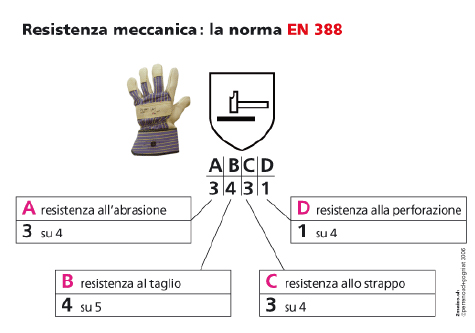 Resistenza meccanica: la norma EN 388
A B C D
3 4 3 1
A resistenza all'abrasione
3 su 4
D resistenza alla perforazione
1 su 4
B resistenza al taglio
4 su 5
C resistenza allo strappo
3 su 4